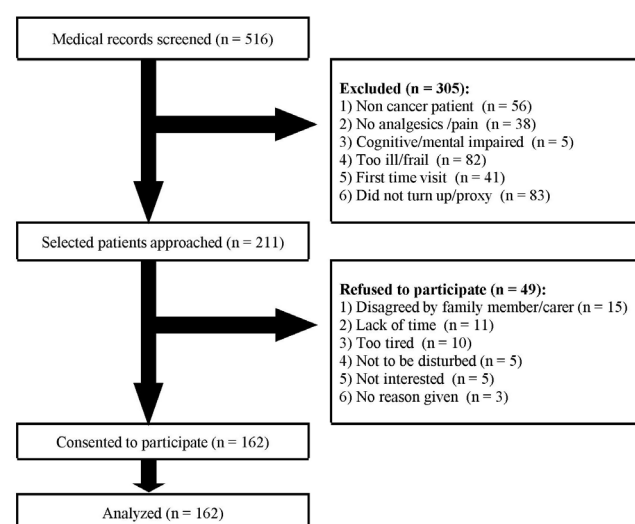 Medical records screened (n = 516)
Excluded (n = 305):
1) Non cancer patient (n = 56)
2) No analgesics /pain (n = 38)
3) Cognitive/mental impaired (n = 5)
4) Too ill/frail (n = 82)
5) First time visit (n = 41)
6) Did not turn up/proxy (n = 83)
Selected patients approached (n = 211)
Refused to participate (n = 49):
1) Disagreed by family member/carer (n = 15)
2) Lack of time (n = 11)
3) Too tired (n = 10)
4) Not to be disturbed (n = 5)
5) Not interested (n = 5)
6) No reason given (n = 3)
Consented to participate (n = 162)
Analyzed (n = 162)